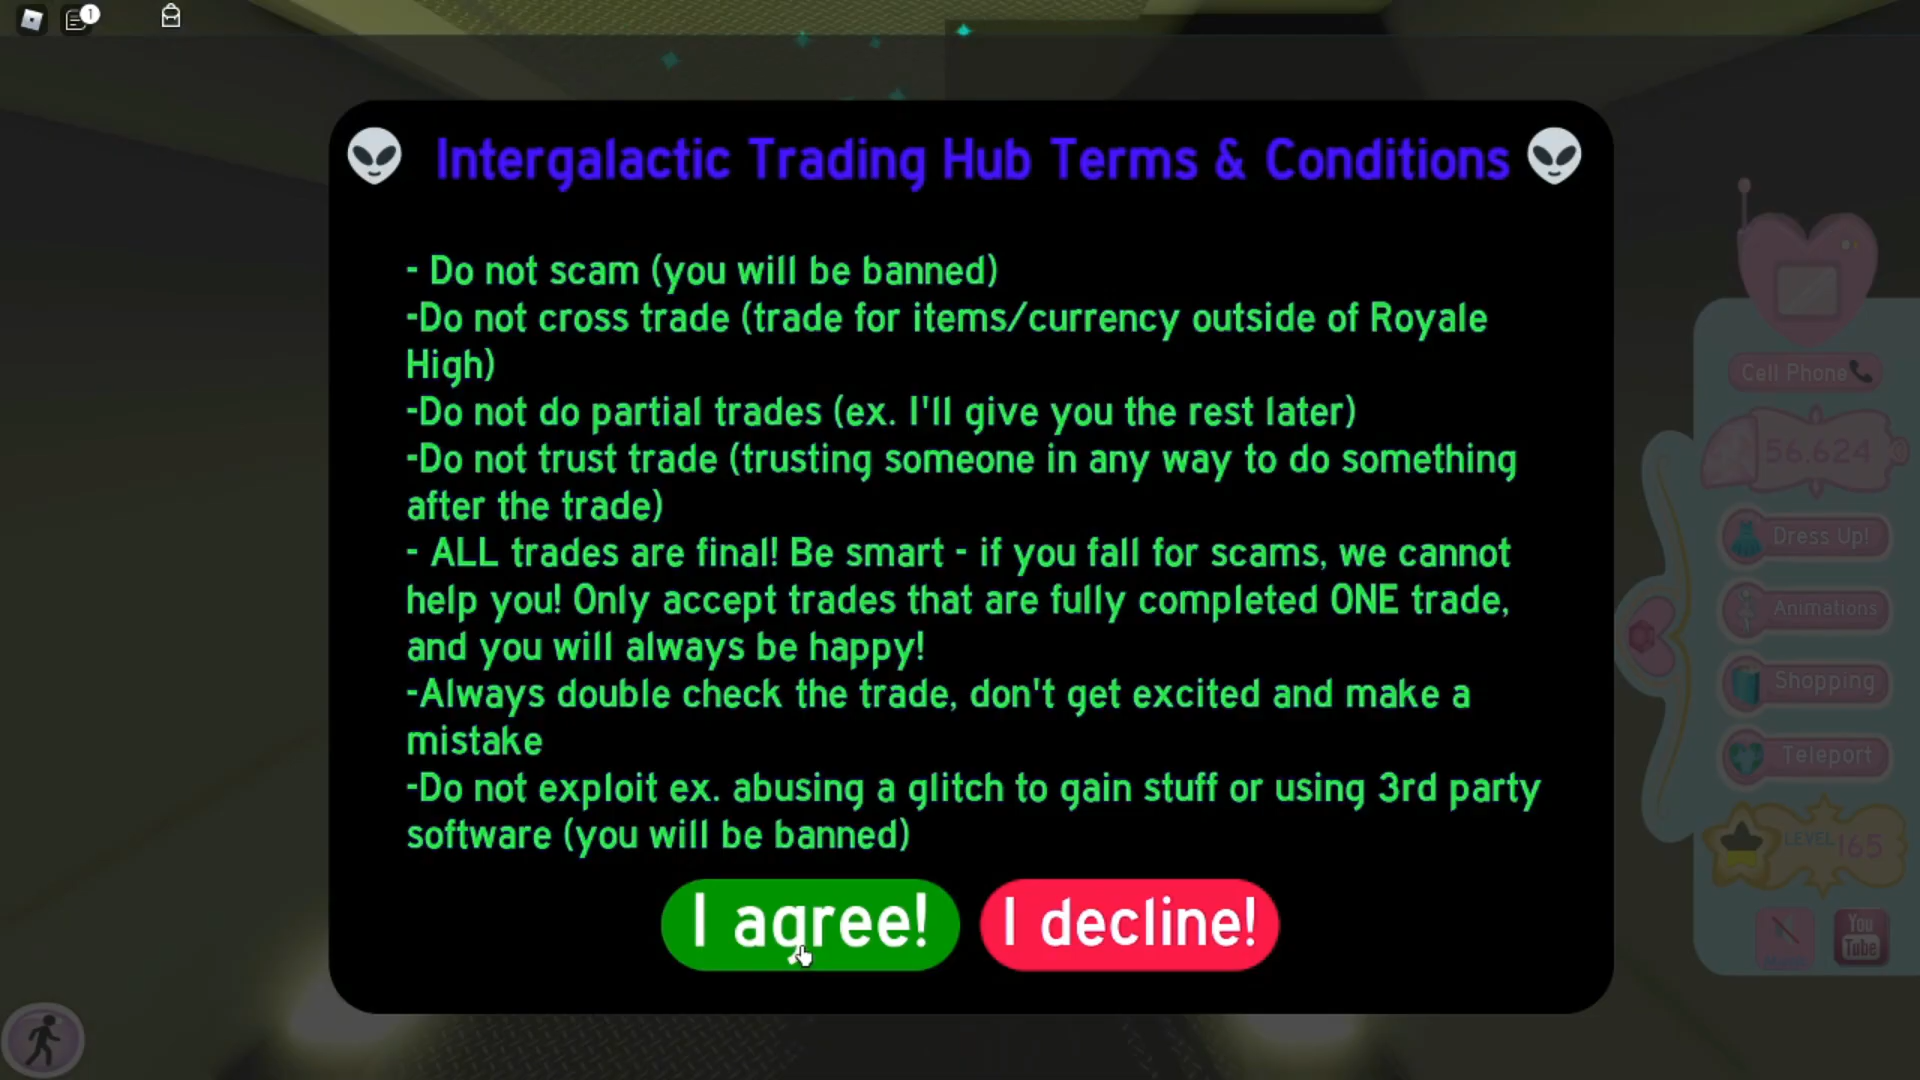 1
Intergalactic Trading Hub Terms & Conditions
- Do not scam (you will be banned)
-Do not cross trade (trade for items/currency outside of Royale
High)
-Do not do partial trades (ex. I'll give you the rest later)
-Do not trust trade (trusting someone in any way to do something
after the trade)
- ALL trades are final! Be smart - if you fall for scams, we cannot
help you! Only accept trades that are fully completed ONE trade,
and you will always be happy!
-Always double check the trade, don't get excited and make a
mistake
-Do not exploit ex. abusing a glitch to gain stuff or using 3rd party
software (you will be banned)
I agree!
I decline!
Cell Phone
56,624
Dress Up!
Animations
Shopping
Teleport
LEVEL 165
You
Tube